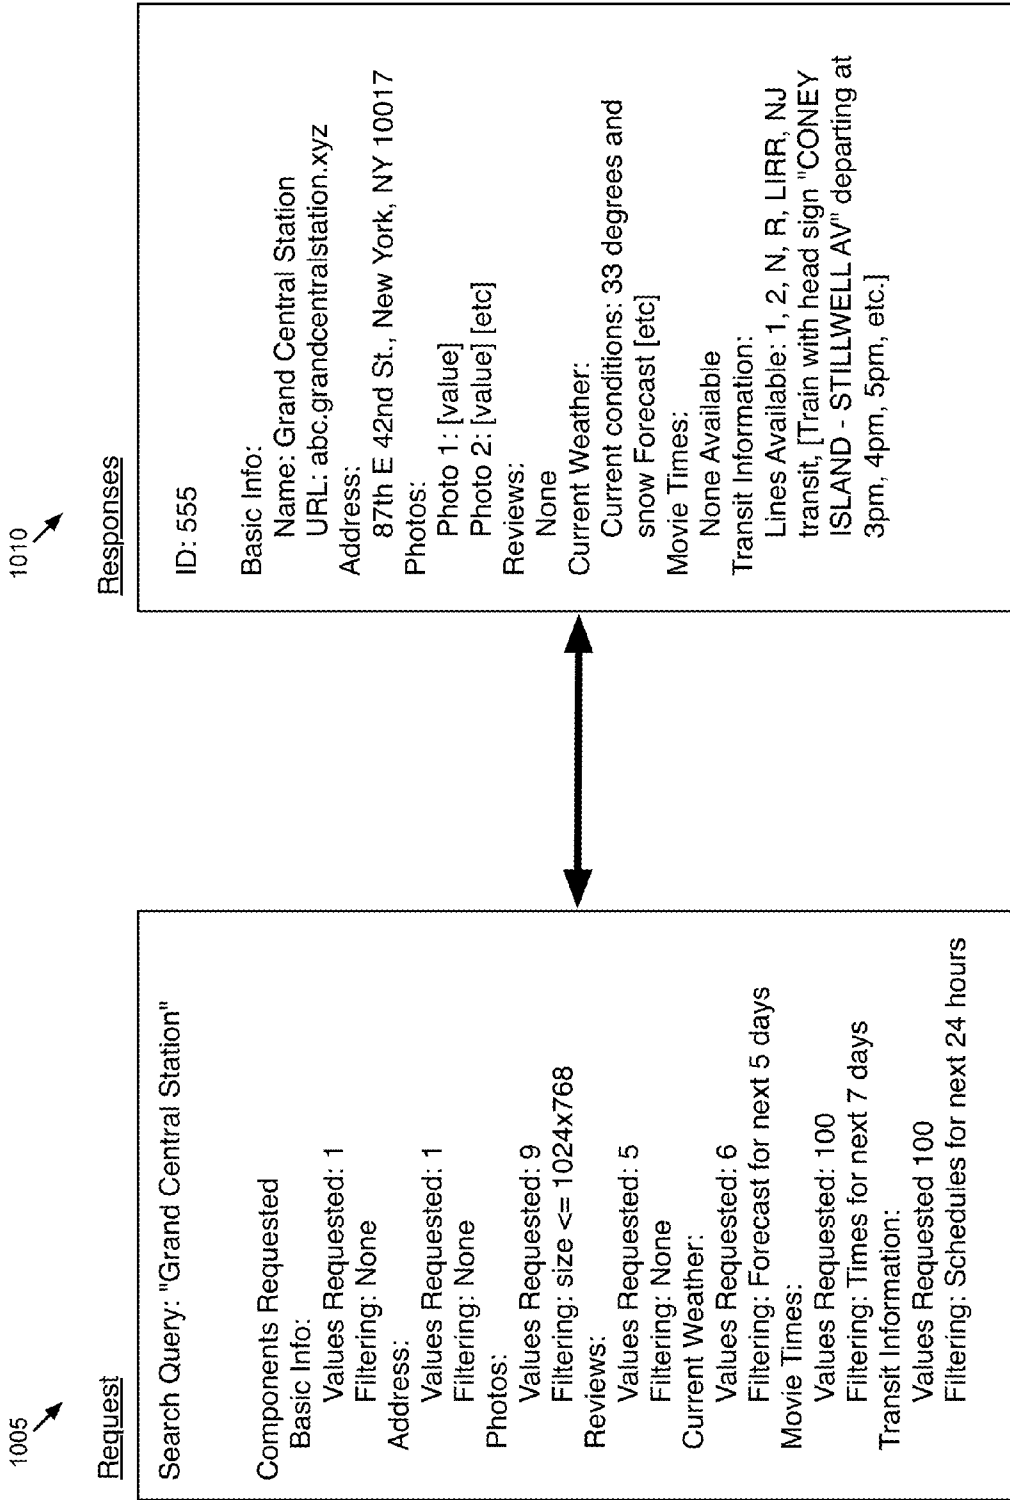 1005
Request
Search Query: "Grand Central Station"
Components Requested
Basic Info:
Values Requested: 1
Filtering: None
Address:
Values Requested: 1
Filtering: None
Photos:
Values Requested: 9
Filtering: size <= 1024x768
Reviews:
Values Requested: 5
Filtering: None
Current Weather:
Values Requested: 6
Filtering: Forecast for next 5 days
Movie Times:
Values Requested: 100
Filtering: Times for next 7 days
Transit Information:
Values Requested 100
Filtering: Schedules for next 24 hours
1010
Responses
ID: 555
Basic Info:
Name: Grand Central Station
URL: abc.grandcentralstation.xyz
Address:
87th E 42nd St., New York, NY 10017
Photos:
Photo 1: [value]
Photo 2: [value] [etc]
Reviews:
None
Current Weather:
Current conditions: 33 degrees and
snow Forecast [etc]
Movie Times:
None Available
Transit Information:
Lines Available: 1, 2, N, R, LIRR, NJ
transit, [Train with head sign "CONEY
ISLAND - STILLWELL AV" departing at
3pm, 4pm, 5pm, etc.]